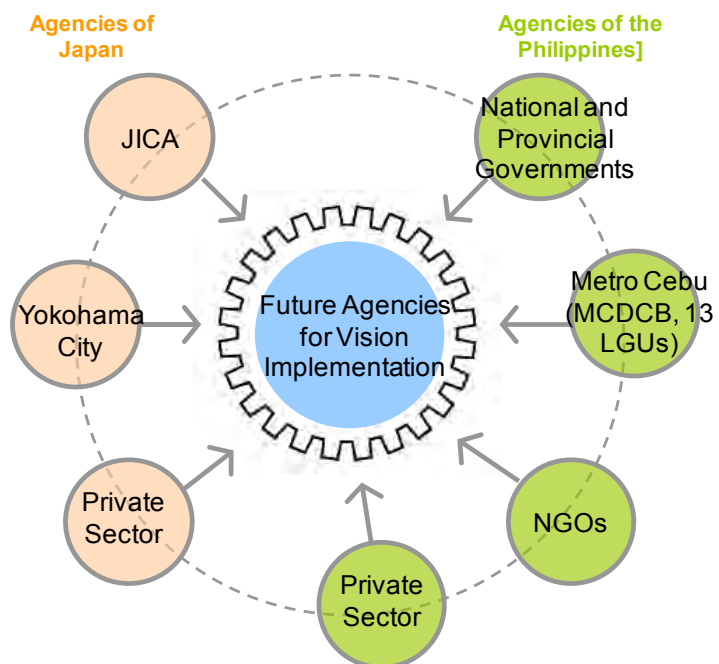 Agencies of
Japan
Agencies of the
Philippines]
JICA
National and
Provincial
Governments
Yokohama
City
Future Agencies
for Vision
Implementation
Metro Cebu
(MCDCB, 13
LGUs)
Private
Sector
Private
Sector
NGOs